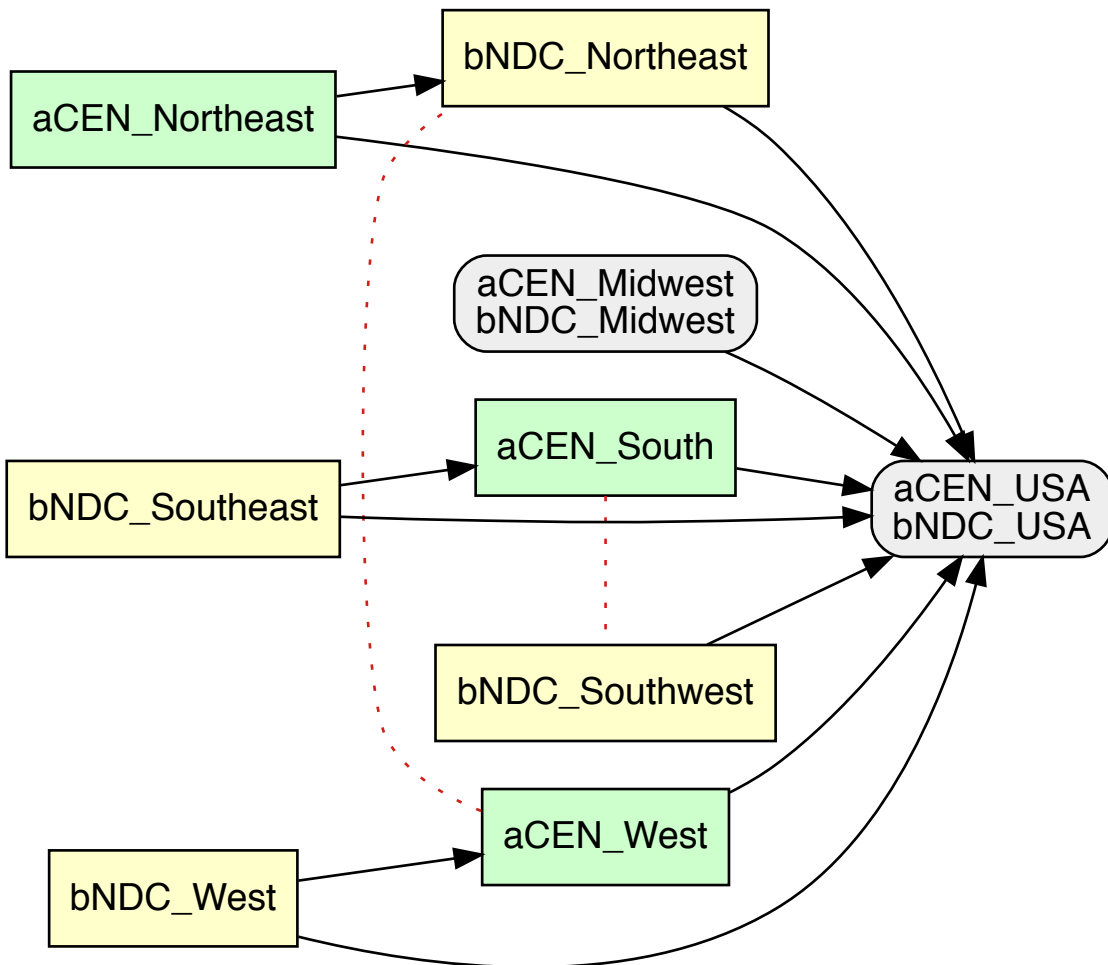 bNDC_Northeast
aCEN_Northeast
aCEN_Midwest
bNDC_Midwest
aCEN_South
bNDC_Southeast
aCEN_USA
bNDC_USA
bNDC_Southwest
aCEN_West
bNDC_West